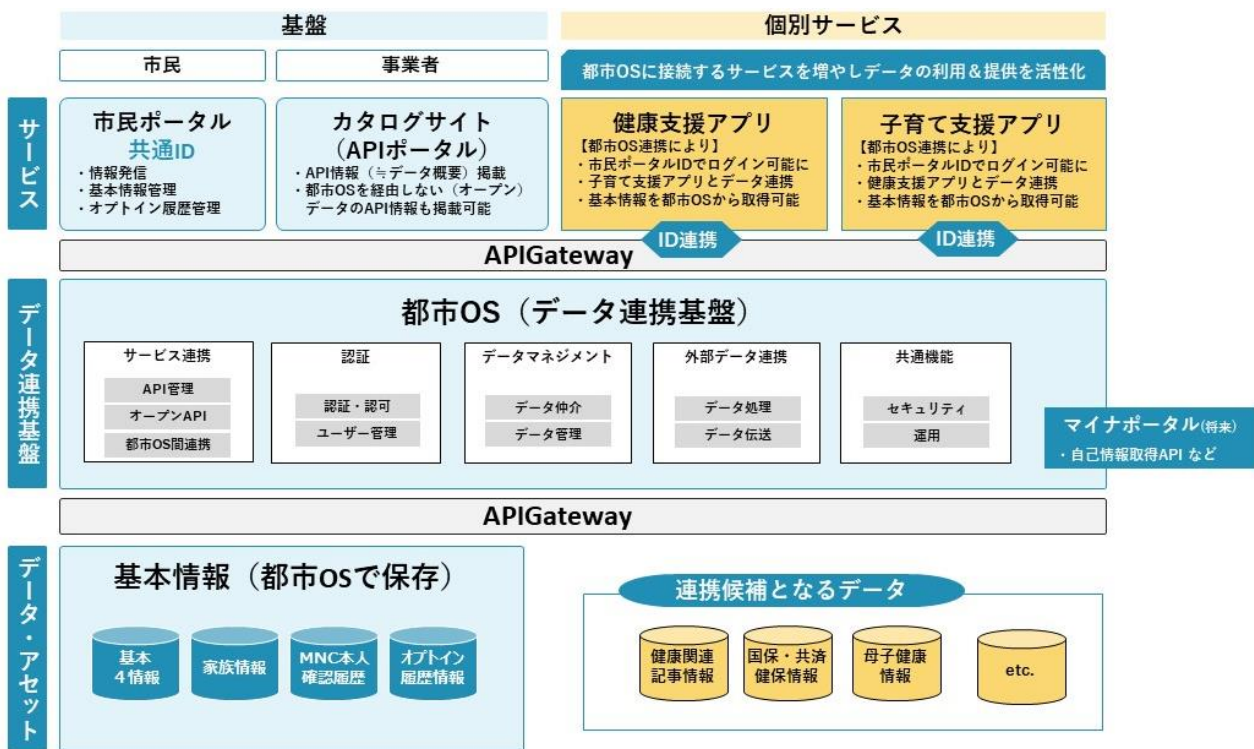 基盤
個別サービス
市民
事業者
都市OSに接続するサービスを増やしデータの利用&提供を活性化
サービス
市民ポータル
共通ID
・情報発信
・基本情報管理
・オプトイン履歴管理
カタログサイト
（APIポータル）
・API情報（≒データ概要）掲載
・都市OSを経由しない（オープン）
データのAPI情報も掲載可能
健康支援アプリ
【都市OS連携により】
・市民ポータルIDでログイン可能に
・子育て支援アプリとデータ連携
・基本情報を都市OSから取得可能
子育て支援アプリ
【都市OS連携により】
・市民ポータルIDでログイン可能に
・健康支援アプリとデータ連携
・基本情報を都市OSから取得可能
ID連携
ID連携
APIGateway
データ連携基盤
都市OS（データ連携基盤）
サービス連携
API管理
オープンAPI
都市OS間連携
認証
認証・認可
ユーザー管理
データマネジメント
データ仲介
データ管理
外部データ連携
データ処理
データ伝送
共通機能
セキュリティ
運用
マイナポータル(将来)
・自己情報取得API など
APIGateway
データ・アセット
基本情報（都市OSで保存）
基本
４情報
家族情報
MNC本人
確認履歴
オプトイン
履歴情報
連携候補となるデータ
健康関連
記事情報
国保・共済
健保情報
母子健康
情報
etc.